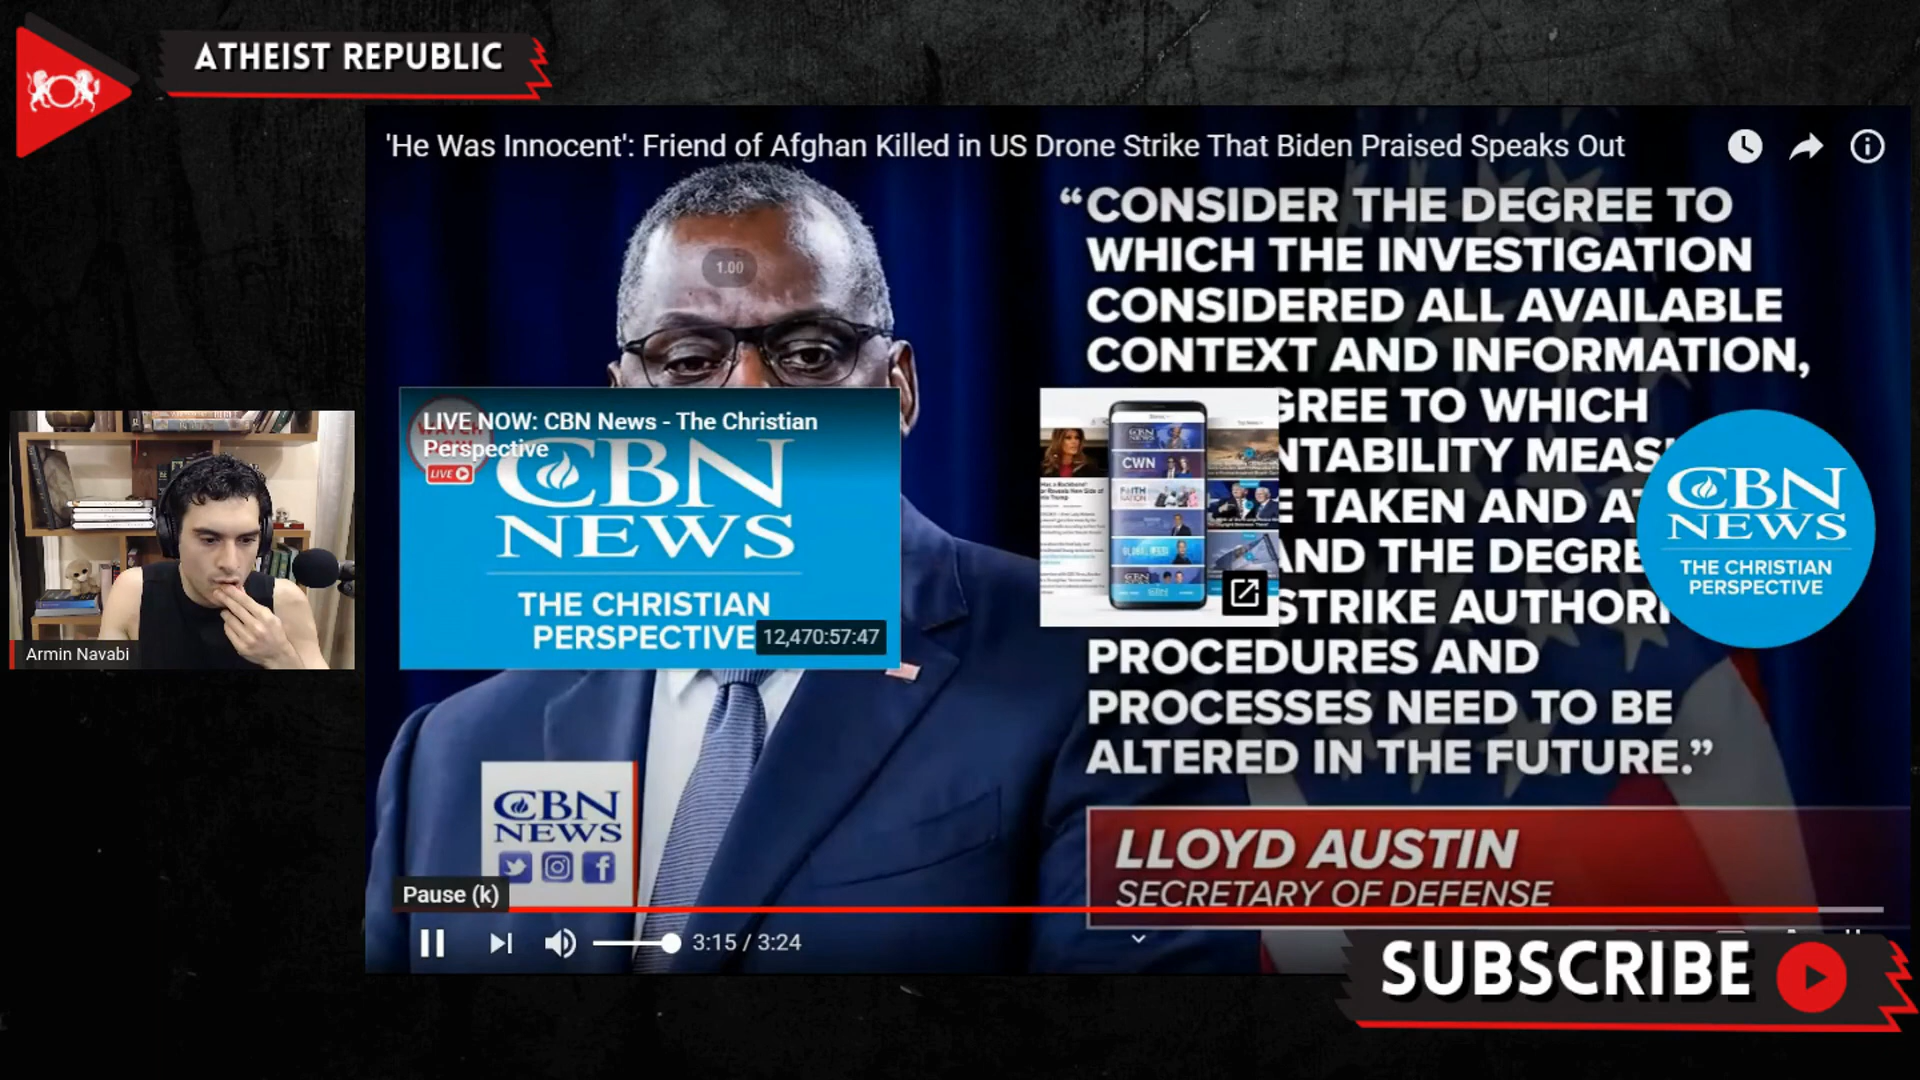 ATHEIST REPUBLIC
'He Was Innocent': Friend of Afghan Killed in US Drone Strike That Biden Praised Speaks Out
“CONSIDER THE DEGREE TO
WHICH THE INVESTIGATION
CONSIDERED ALL AVAILABLE
CONTEXT AND INFORMATION,
GREE TO WHICH
NTABILITY MEAS
E TAKEN AND AT
AND THE DEGRE
STRIKE AUTHORI
PROCEDURES AND
PROCESSES NEED TO BE
ALTERED IN THE FUTURE.”
1.00
LIVE NOW: CBN News - The Christian
Perspective
LIVE
CBN
NEWS
THE CHRISTIAN
PERSPECTIVE
12,470:57:47
CBN
NEWS
THE CHRISTIAN
PERSPECTIVE
CWN
FAITH
NATION
Armin Navabi
CBN
NEWS
LLOYD AUSTIN
SECRETARY OF DEFENSE
Pause (k)
3:15 / 3:24
SUBSCRIBE